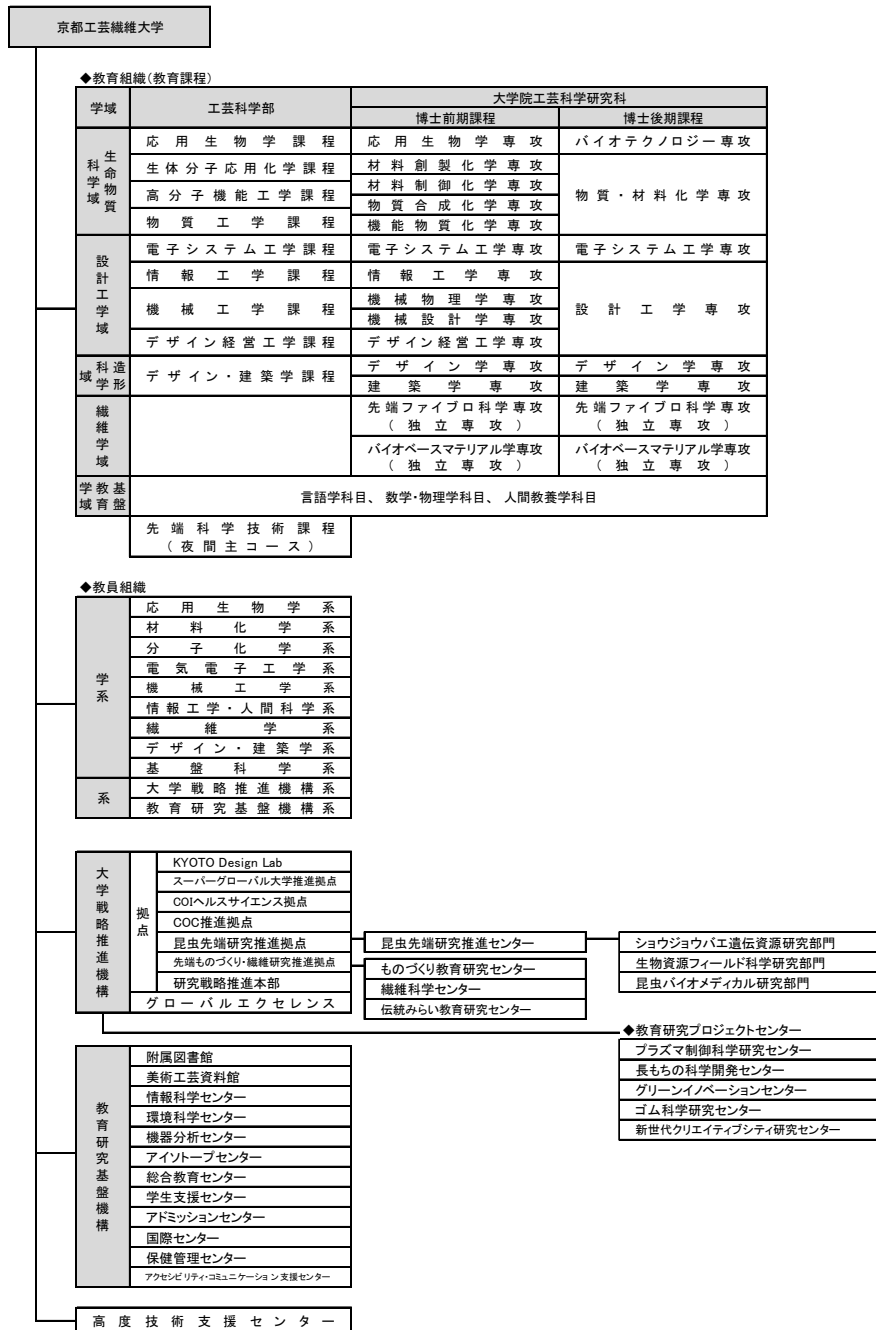 京都工芸繊維大学
◆教育組織(教育課程)
学域
工芸科学部
大学院工芸科学研究科
博士前期課程
博士後期課程
生命物質科学域
応用生物学課程
応用生物学専攻
バイオテクノロジー専攻
生体分子応用化学課程
高分子機能工学課程
物質工学課程
材料創製化学専攻
材料制御化学専攻
物質合成化学専攻
機能物質化学専攻
物質・材料化学専攻
設計工学域
電子システム工学課程
電子システム工学専攻
電子システム工学専攻
情報工学課程
情報工学専攻
機械工学課程
機械物理学専攻
機械設計学専攻
設計工学専攻
デザイン経営工学課程
デザイン経営工学専攻
造形科学域
デザイン・建築学課程
デザイン学専攻
建築学専攻
デザイン学専攻
建築学専攻
繊維学域
先端ファイブロ科学専攻
(独立専攻)
先端ファイブロ科学専攻
(独立専攻)
バイオベースマテリアル学専攻
(独立専攻)
バイオベースマテリアル学専攻
(独立専攻)
基盤教育学域
言語学科目、数学・物理学科目、人間教養学科目
先端科学技術課程
(夜間主コース)
◆教員組織
学系
応用生物学系
材料化学系
分子化学系
電気電子工学系
機械工学系
情報工学・人間科学系
繊維学系
デザイン・建築学系
基盤科学系
系
大学戦略推進機構系
教育研究基盤機構系
大学戦略推進機構
拠点
KYOTO Design Lab
スーパーグローバル大学推進拠点
COIヘルスサイエンス拠点
COC推進拠点
昆虫先端研究推進拠点
先端ものづくり・繊維研究推進拠点
研究戦略推進本部
グローバルエクセレンス
昆虫先端研究推進センター
ものづくり教育研究センター
繊維科学センター
伝統みらい教育研究センター
ショウジョウバエ遺伝資源研究部門
生物資源フィールド科学研究部門
昆虫バイオメディカル研究部門
◆教育研究プロジェクトセンター
プラズマ制御科学研究センター
長もちの科学開発センター
グリーンイノベーションセンター
ゴム科学研究センター
新世代クリエイティブシティ研究センター
教育研究基盤機構
附属図書館
美術工芸資料館
情報科学センター
環境科学センター
機器分析センター
アイソトープセンター
総合教育センター
学生支援センター
アドミッションセンター
国際センター
保健管理センター
アクセシビリティ・コミュニケーション支援センター
高度技術支援センター